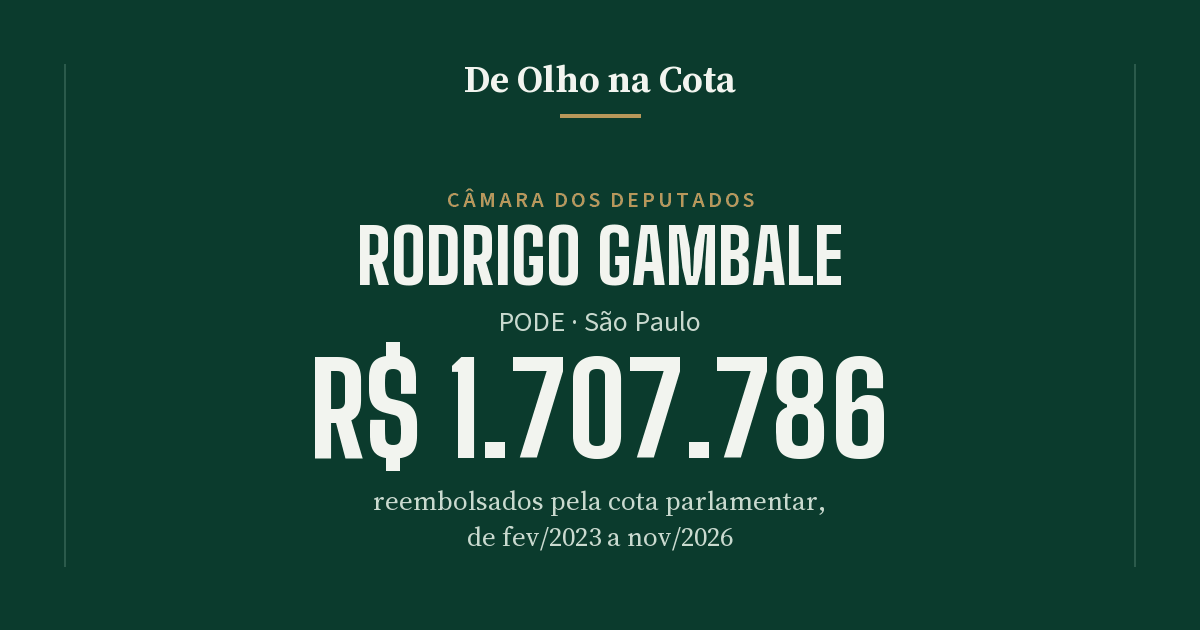 De Olho na Cota
CÂMARA DOS DEPUTADOS
RODRIGO GAMBALE
PODE · São Paulo
R$ 1.707.786
reembolsados pela cota parlamentar,
de fev/2023 a nov/2026